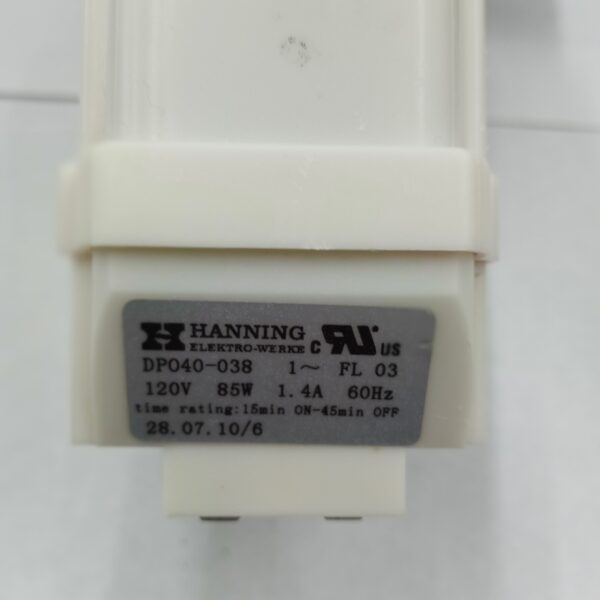 HANNING
ELEKTRO-WERKE C US
DPO40-038 1~ FL 03
120V 85W 1.4A 60Hz
time rating:15min ON-45min OFF
28.07.10/6